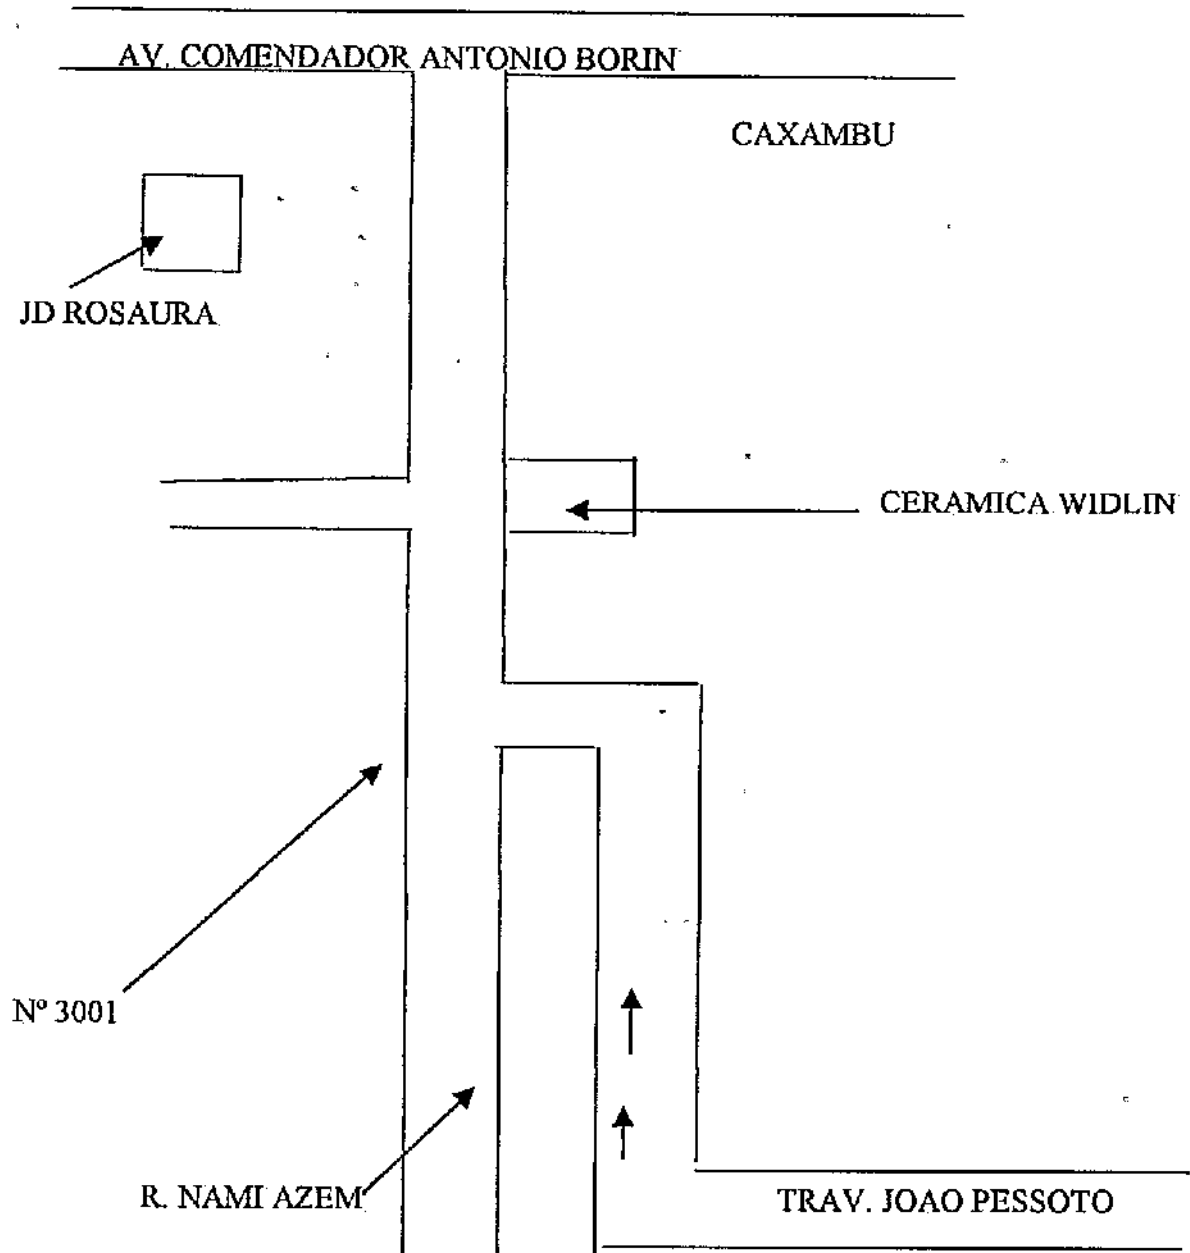 AV. COMENDADOR ANTONIO BORIN
CAXAMBU
JD ROSAURA
CERAMICA WIDLIN
Nº 3001
R. NAMI AZEM
TRAV. JOAO PESSOTO